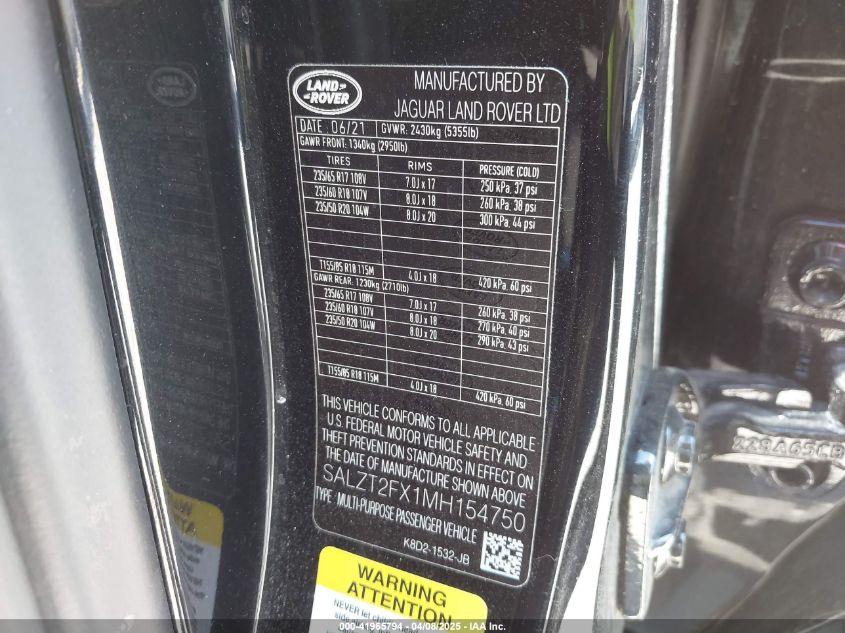 LAND ROVER
MANUFACTURED BY
JAGUAR LAND ROVER LTD
DATE 06/21 GVWR: 2430kg (5355lb)
GAWR FRONT: 1340kg (2950lb)
TIRES RIMS PRESSURE (COLD)
235/65 R17 108V 7.0J x 17 250 kPa, 37 psi
235/60 R18 107V 8.0J x 18 260 kPa, 38 psi
235/50 R20 104W 8.0J x 20 300 kPa, 44 psi
T155/85 R18 115M 4.0J x 18 420 kPa, 60 psi
GAWR REAR: 1230kg (2710lb)
235/65 R17 108V 7.0J x 17 260 kPa, 38 psi
235/60 R18 107V 8.0J x 18 270 kPa, 40 psi
235/50 R20 104W 8.0J x 20 290 kPa, 43 psi
T155/85 R18 115M 4.0J x 18 420 kPa, 60 psi
THIS VEHICLE CONFORMS TO ALL APPLICABLE
U.S. FEDERAL MOTOR VEHICLE SAFETY AND
THEFT PREVENTION STANDARDS IN EFFECT ON
THE DATE OF MANUFACTURE SHOWN ABOVE
SALZT2FX1MH154750
TYPE: MULTI-PURPOSE PASSENGER VEHICLE
K8D2-1532-JB
WARNING
ATTENTION
NEVER let
000-41965794 04/08/2025 - IAA Inc.